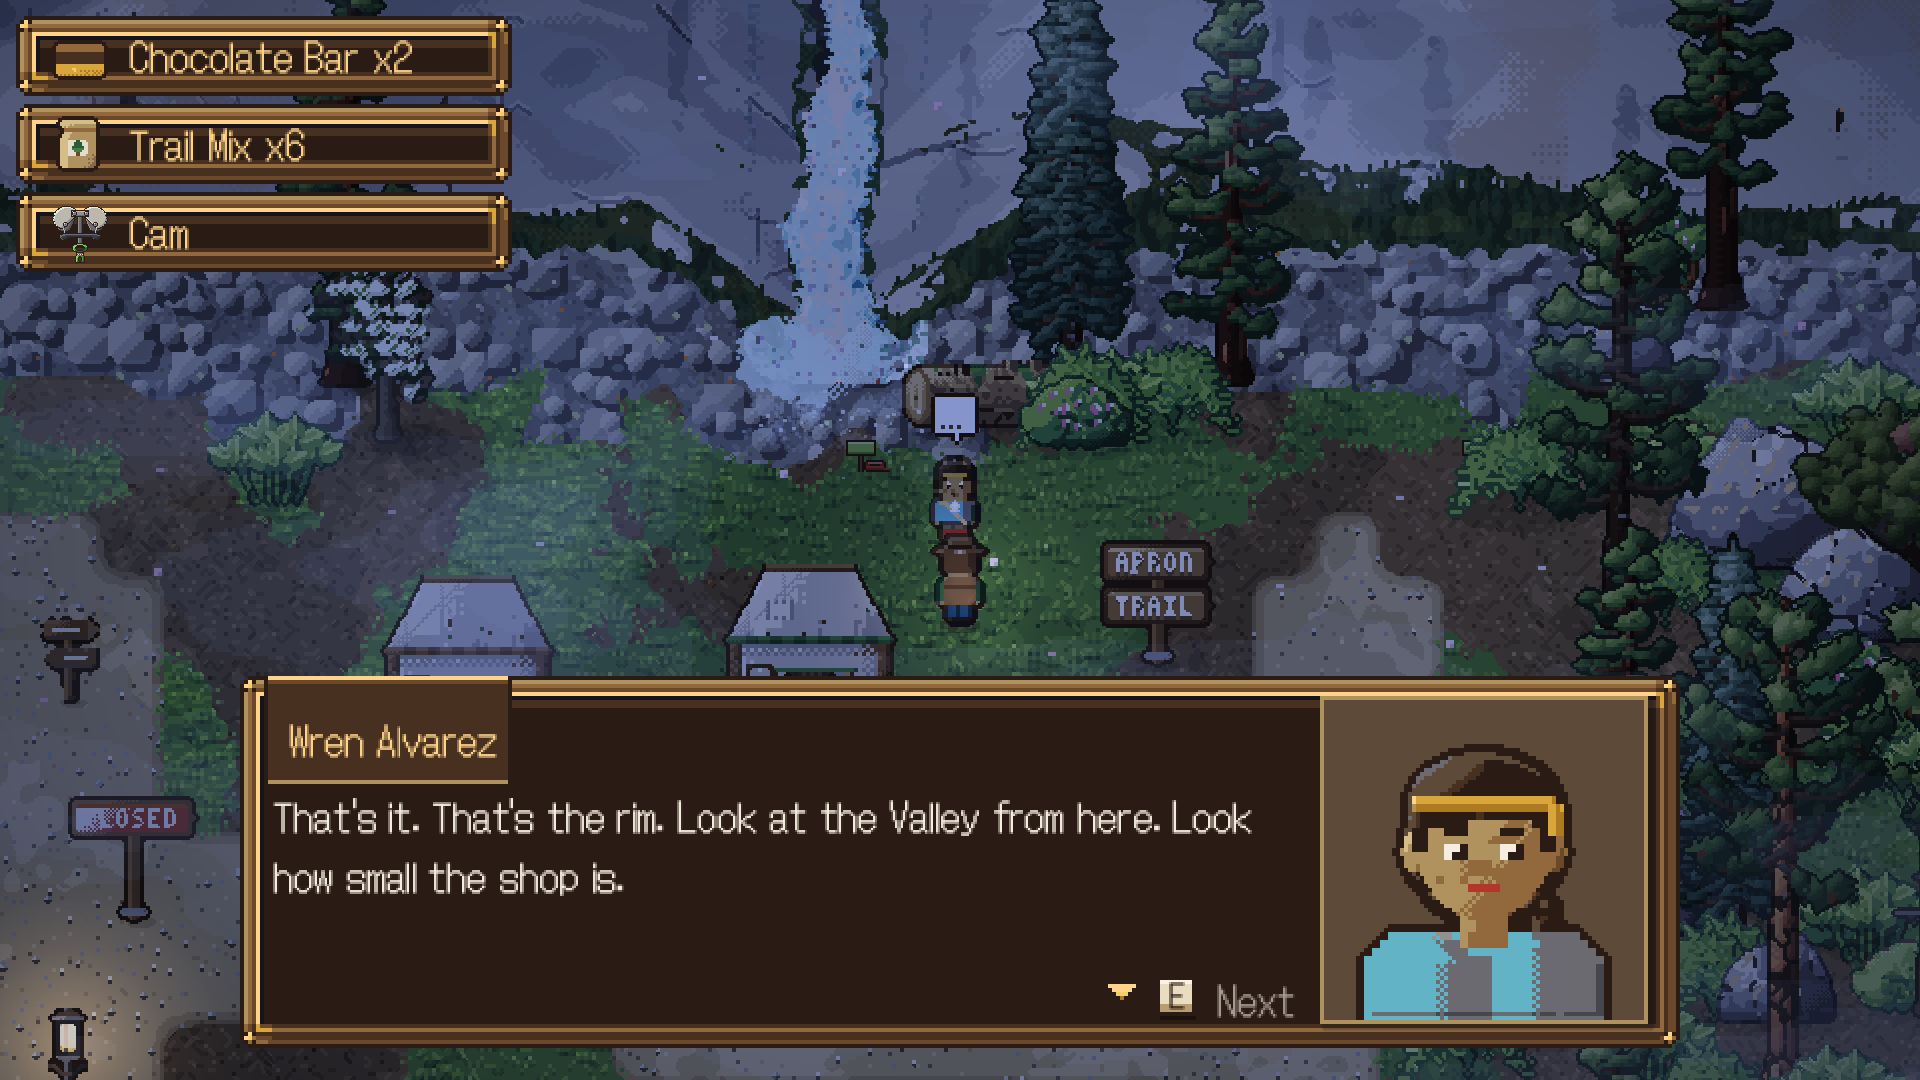 Chocolate Bar x2
Trail Mix x6
Cam
...
APRON
TRAIL
Wren Alvarez
That's it. That's the rim. Look at the Valley from here. Look
how small the shop is.
E Next